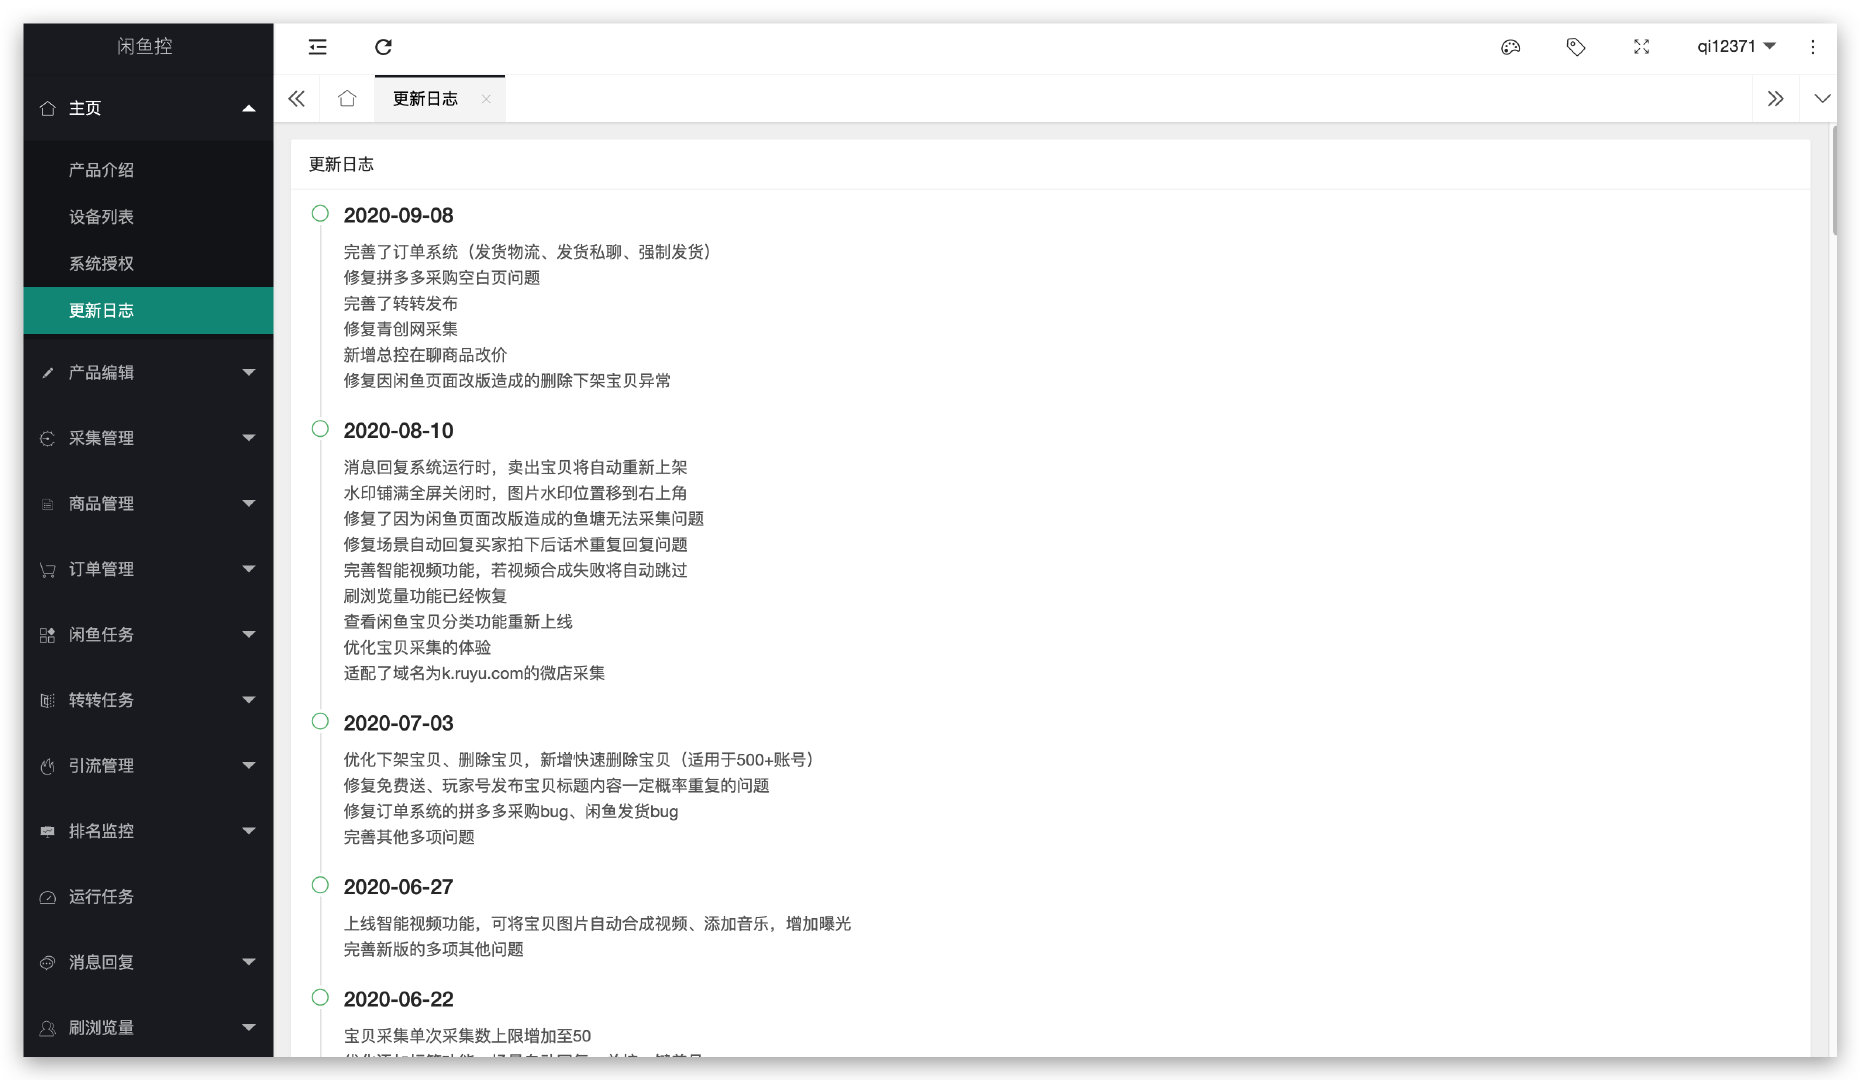 闲鱼控
qi12371
主页
产品介绍
设备列表
系统授权
更新日志
产品编辑
采集管理
商品管理
订单管理
闲鱼任务
转转任务
引流管理
排名监控
运行任务
消息回复
刷浏览量
更新日志
更新日志
2020-09-08
完善了订单系统（发货物流、发货私聊、强制发货）
修复拼多多采购空白页问题
完善了转转发布
修复青创网采集
新增总控在聊商品改价
修复因闲鱼页面改版造成的删除下架宝贝异常
2020-08-10
消息回复系统运行时，卖出宝贝将自动重新上架
水印铺满全屏关闭时，图片水印位置移到右上角
修复了因为闲鱼页面改版造成的鱼塘无法采集问题
修复场景自动回复买家拍下后话术重复回复问题
完善智能视频功能，若视频合成失败将自动跳过
刷浏览量功能已经恢复
查看闲鱼宝贝分类功能重新上线
优化宝贝采集的体验
适配了域名为k.ruyu.com的微店采集
2020-07-03
优化下架宝贝、删除宝贝，新增快速删除宝贝（适用于500+账号）
修复免费送、玩家号发布宝贝标题内容一定概率重复的问题
修复订单系统的拼多多采购bug、闲鱼发货bug
完善其他多项问题
2020-06-27
上线智能视频功能，可将宝贝图片自动合成视频、添加音乐，增加曝光
完善新版的多项其他问题
2020-06-22
宝贝采集单次采集数上限增加至50